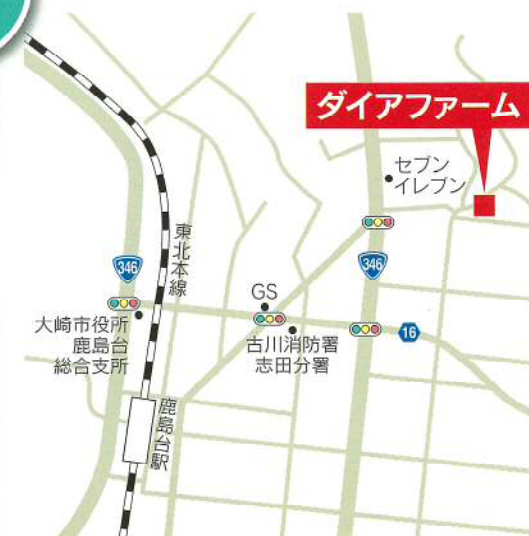 ダイアファーム
セブン
イレブン
346
東北本線
346
GS
大崎市役所
鹿島台
総合支所
古川消防署
志田分署
16
鹿島台駅